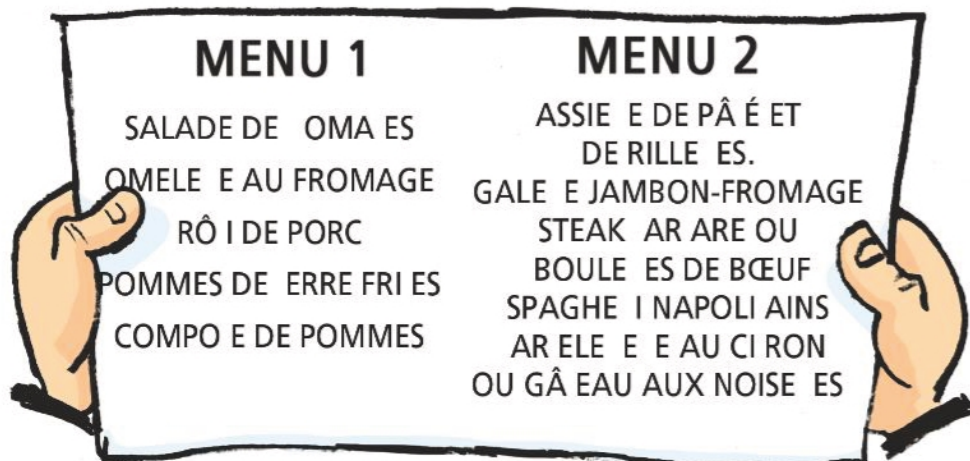 MENU 1
SALADE DE   OMA ES
OMELE  E AU FROMAGE
RÔ I DE PORC
POMMES DE  ERRE FRI ES
COMPO E DE POMMES
MENU 2
ASSIE  E DE PÂ É ET
DE RILLE  ES.
GALE  E JAMBON-FROMAGE
STEAK  AR ARE OU
BOULE  ES DE BŒUF
SPAGHE  I NAPOLI AINS
AR ELE  E  E AU CI RON
OU GÂ EAU AUX NOISE  ES